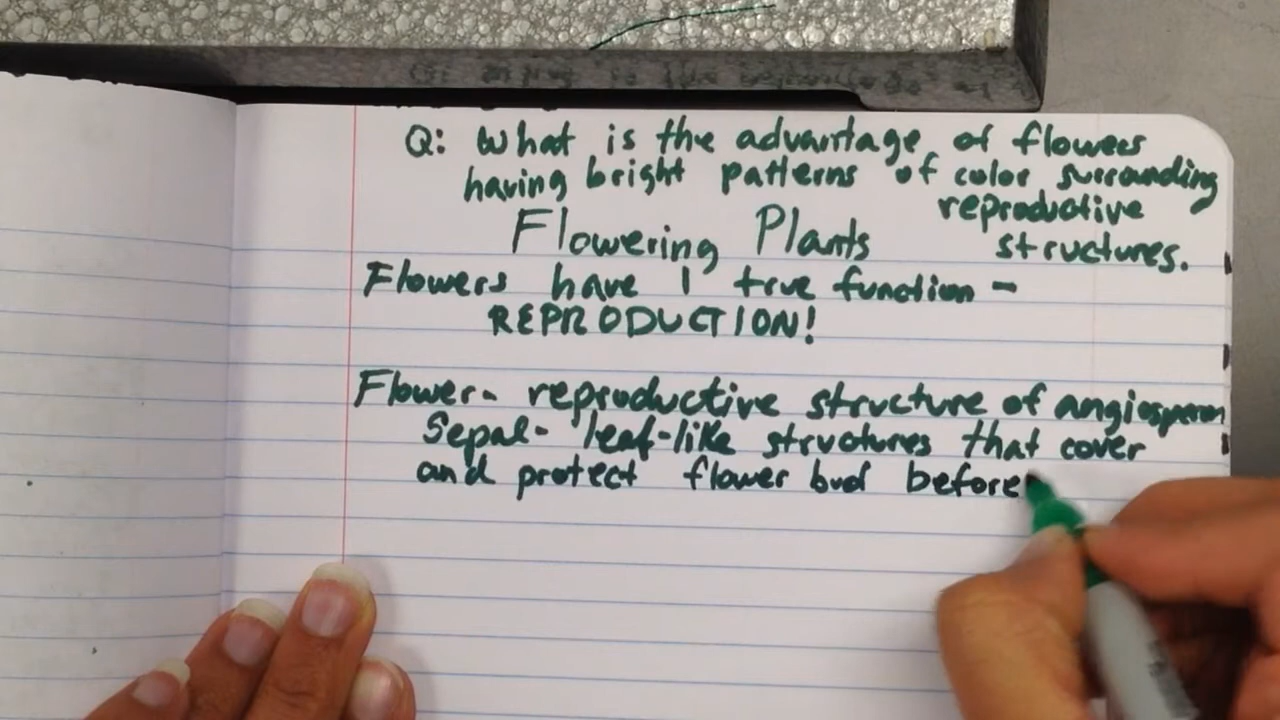 Q: What is the advantage of flowers
having bright patterns of color surrounding
reproductive
structures.
Flowering Plants
Flowers have 1 true function -
REPRODUCTION!
Flower- reproductive structure of angiosperm
Sepal- leaf-like structures that cover
and protect flower bud before